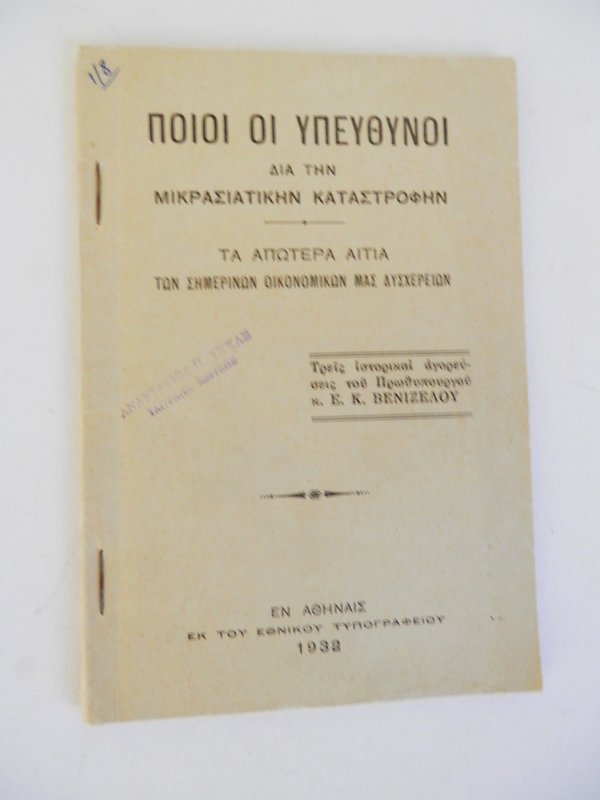 1/8
ΠΟΙΟΙ ΟΙ ΥΠΕΥΘΥΝΟΙ
ΔΙΑ ΤΗΝ
ΜΙΚΡΑΣΙΑΤΙΚΗΝ ΚΑΤΑΣΤΡΟΦΗΝ
ΤΑ ΑΠΩΤΕΡΑ ΑΙΤΙΑ
ΤΩΝ ΣΗΜΕΡΙΝΩΝ ΟΙΚΟΝΟΜΙΚΩΝ ΜΑΣ ΔΥΣΧΕΡΕΙΩΝ
Τρεῖς ἱστορικαὶ ἀγορεύ-
σεις τοῦ Πρωθυπουργοῦ
κ. Ε. Κ. ΒΕΝΙΖΕΛΟΥ
ΕΝ ΑΘΗΝΑΙΣ
ΕΚ ΤΟΥ ΕΘΝΙΚΟΥ ΤΥΠΟΓΡΑΦΕΙΟΥ
1932